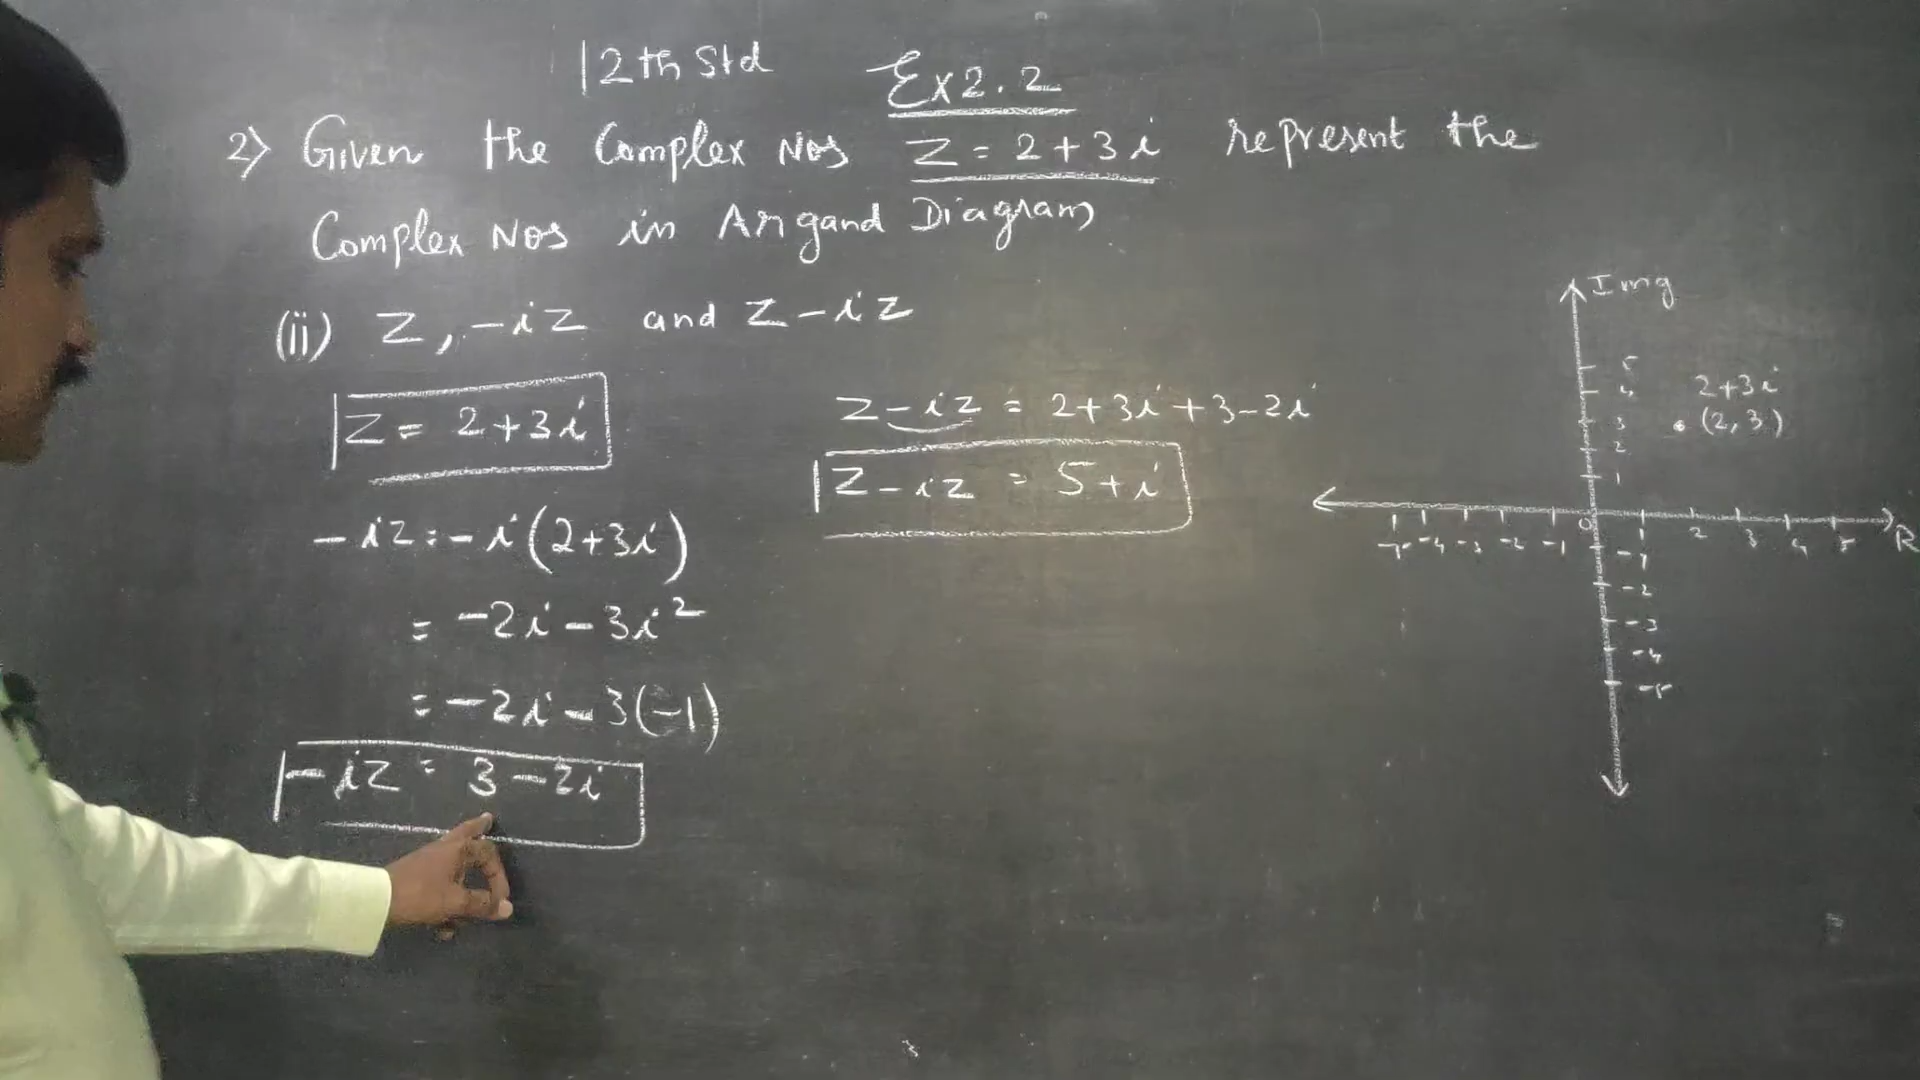 12th Std Ex 2.2
2) Given the Complex Nos Z = 2+3i represent the
Complex Nos in Argand Diagram
(ii) Z, -iz and Z-iz
Z = 2+3i
-iz = -i(2+3i)
= -2i-3i²
= -2i-3(-1)
-iz = 3-2i
Z-iz = 2+3i+3-2i
Z-iz = 5+i
Img
5
4 2+3i
3 (2,3)
2
1
-5 -4 -3 -2 -1 0 1 2 3 4 5 R
-1
-2
-3
-4
-5